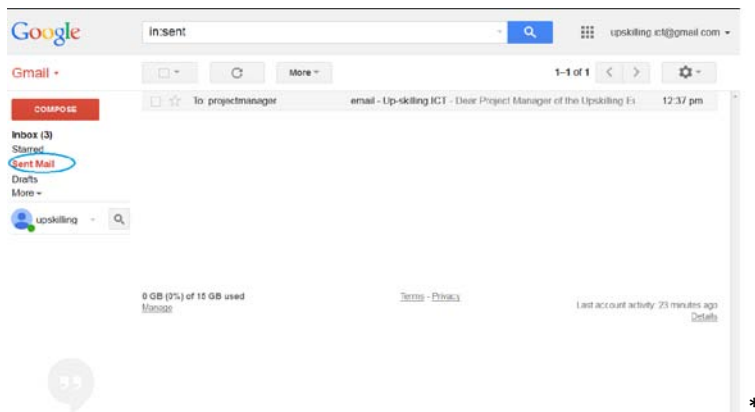 Google in:sent upskilling.ict@gmail.com
Gmail More 1–1 of 1
COMPOSE To: projectmanager email - Up-skilling ICT - Dear Project Manager of the Upskilling 12:37 pm
Inbox (3)
Starred
Sent Mail
Drafts
More
upskilling
0 GB (0%) of 15 GB used Terms - Privacy Last account activity: 23 minutes ago
Manage Details
*